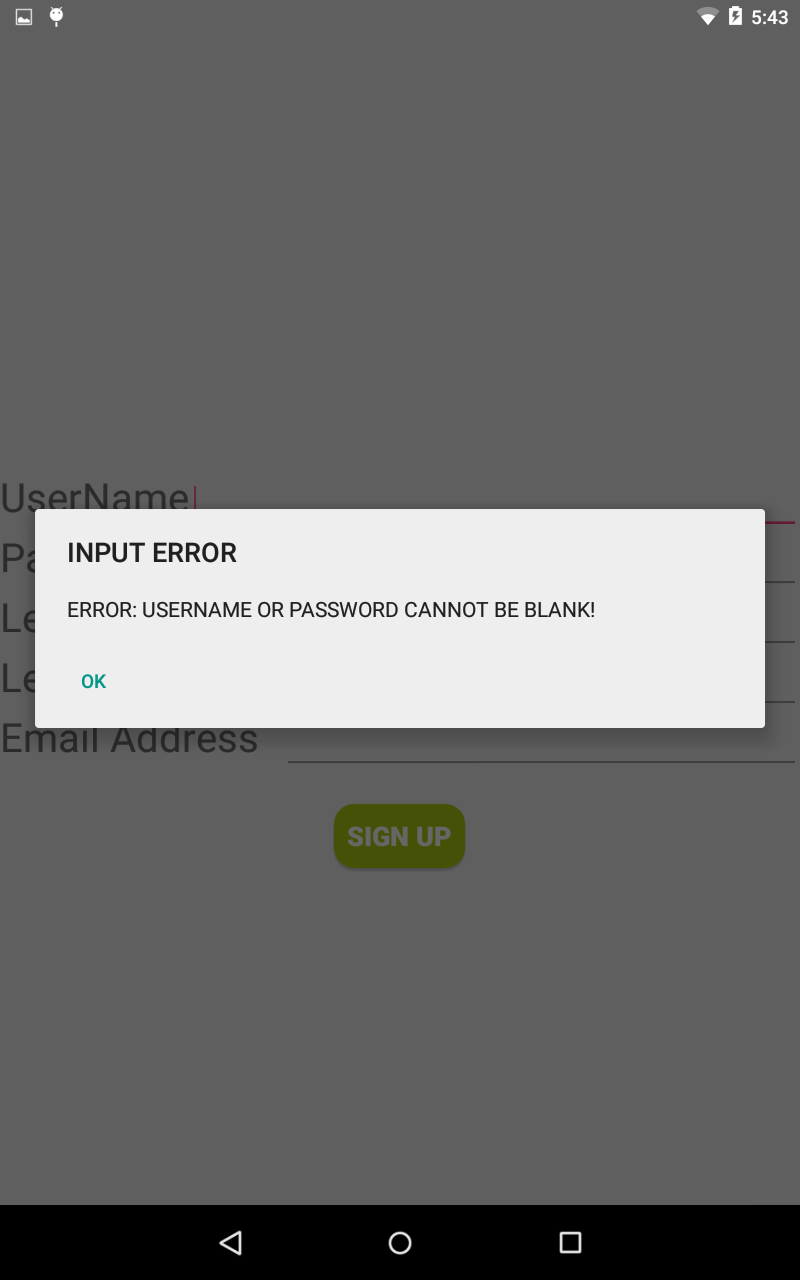 5:43
UserName
INPUT ERROR
ERROR: USERNAME OR PASSWORD CANNOT BE BLANK!
OK
Email Address
SIGN UP